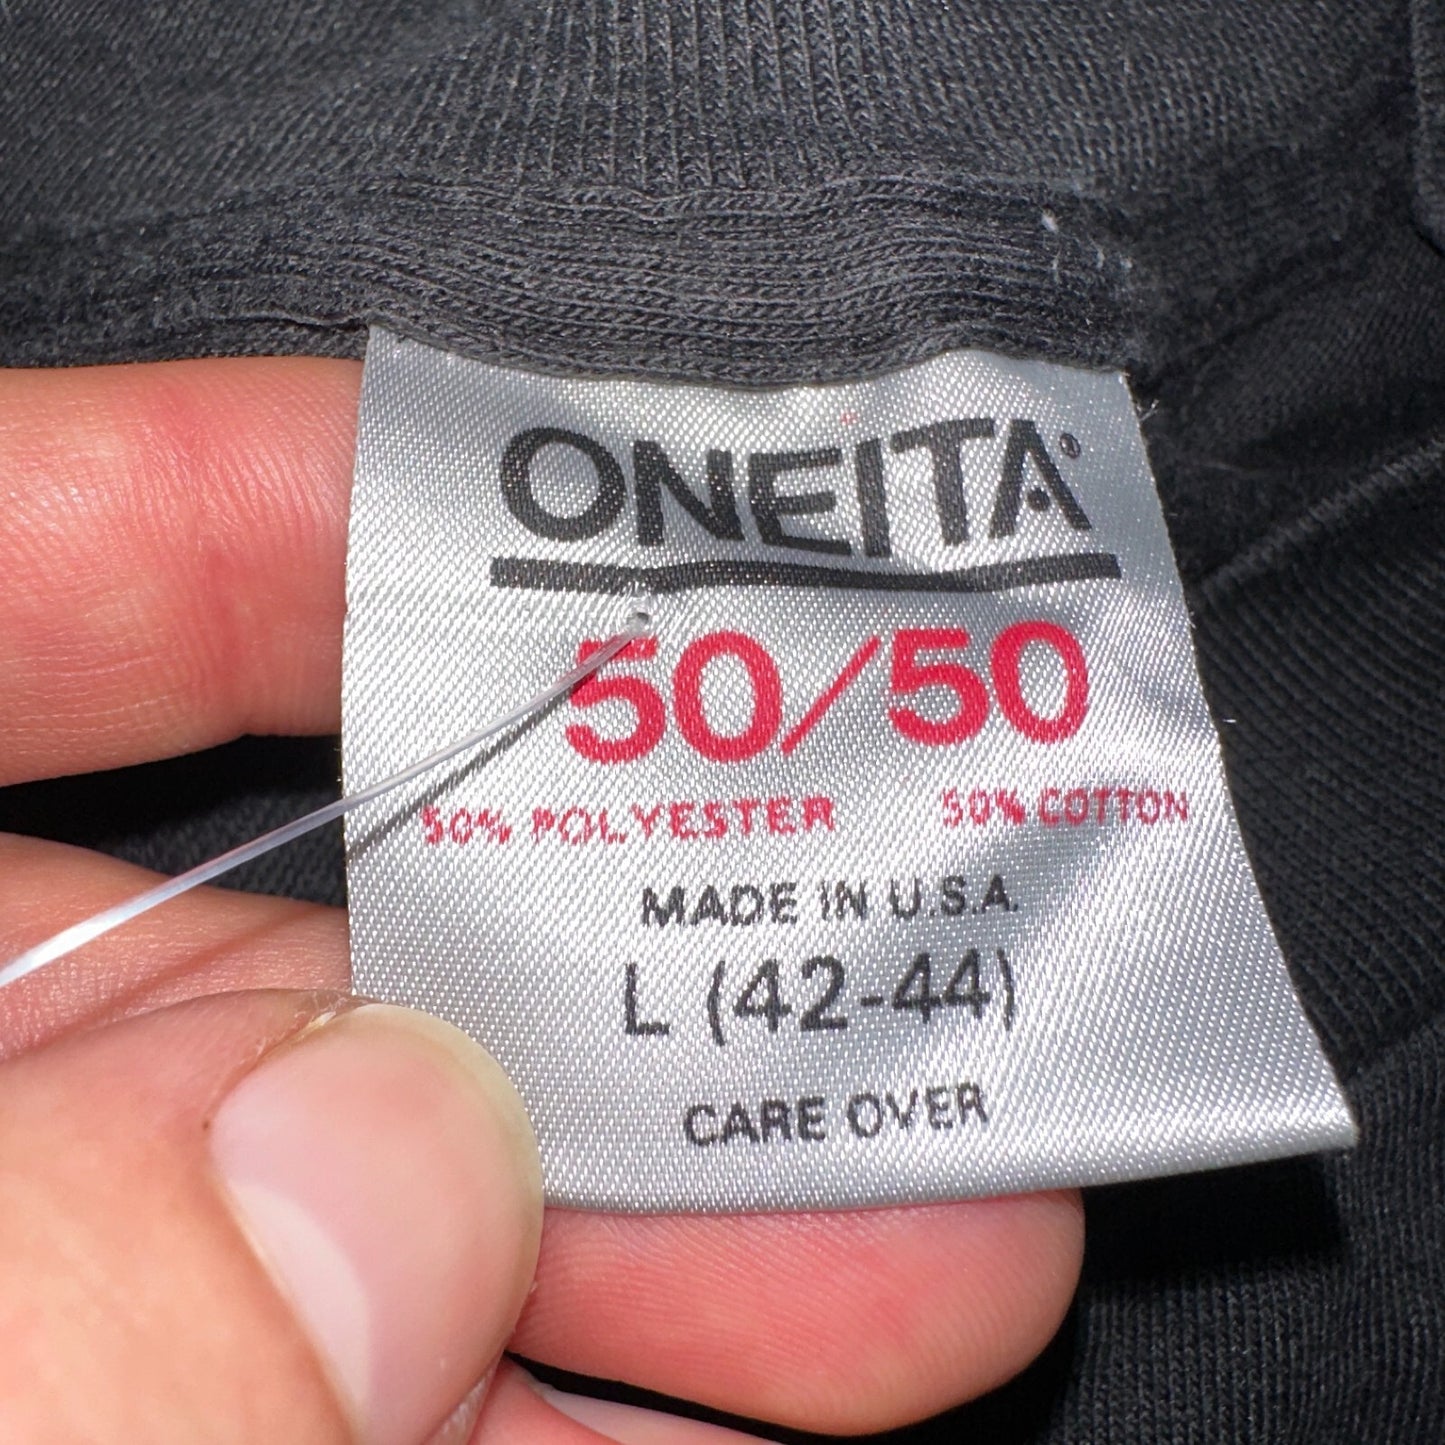 ONEITA®
50/50
50% POLYESTER 50% COTTON
MADE IN U.S.A.
L (42-44)
CARE OVER